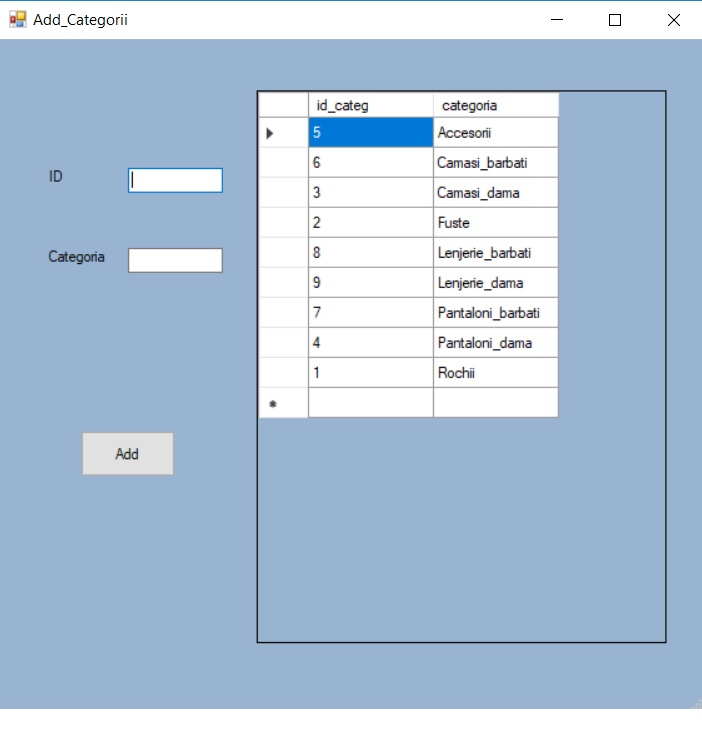 Add_Categorii
ID
Categoria
Add
id_categ categoria
5 Accesorii
6 Camasi_barbati
3 Camasi_dama
2 Fuste
8 Lenjerie_barbati
9 Lenjerie_dama
7 Pantaloni_barbati
4 Pantaloni_dama
1 Rochii